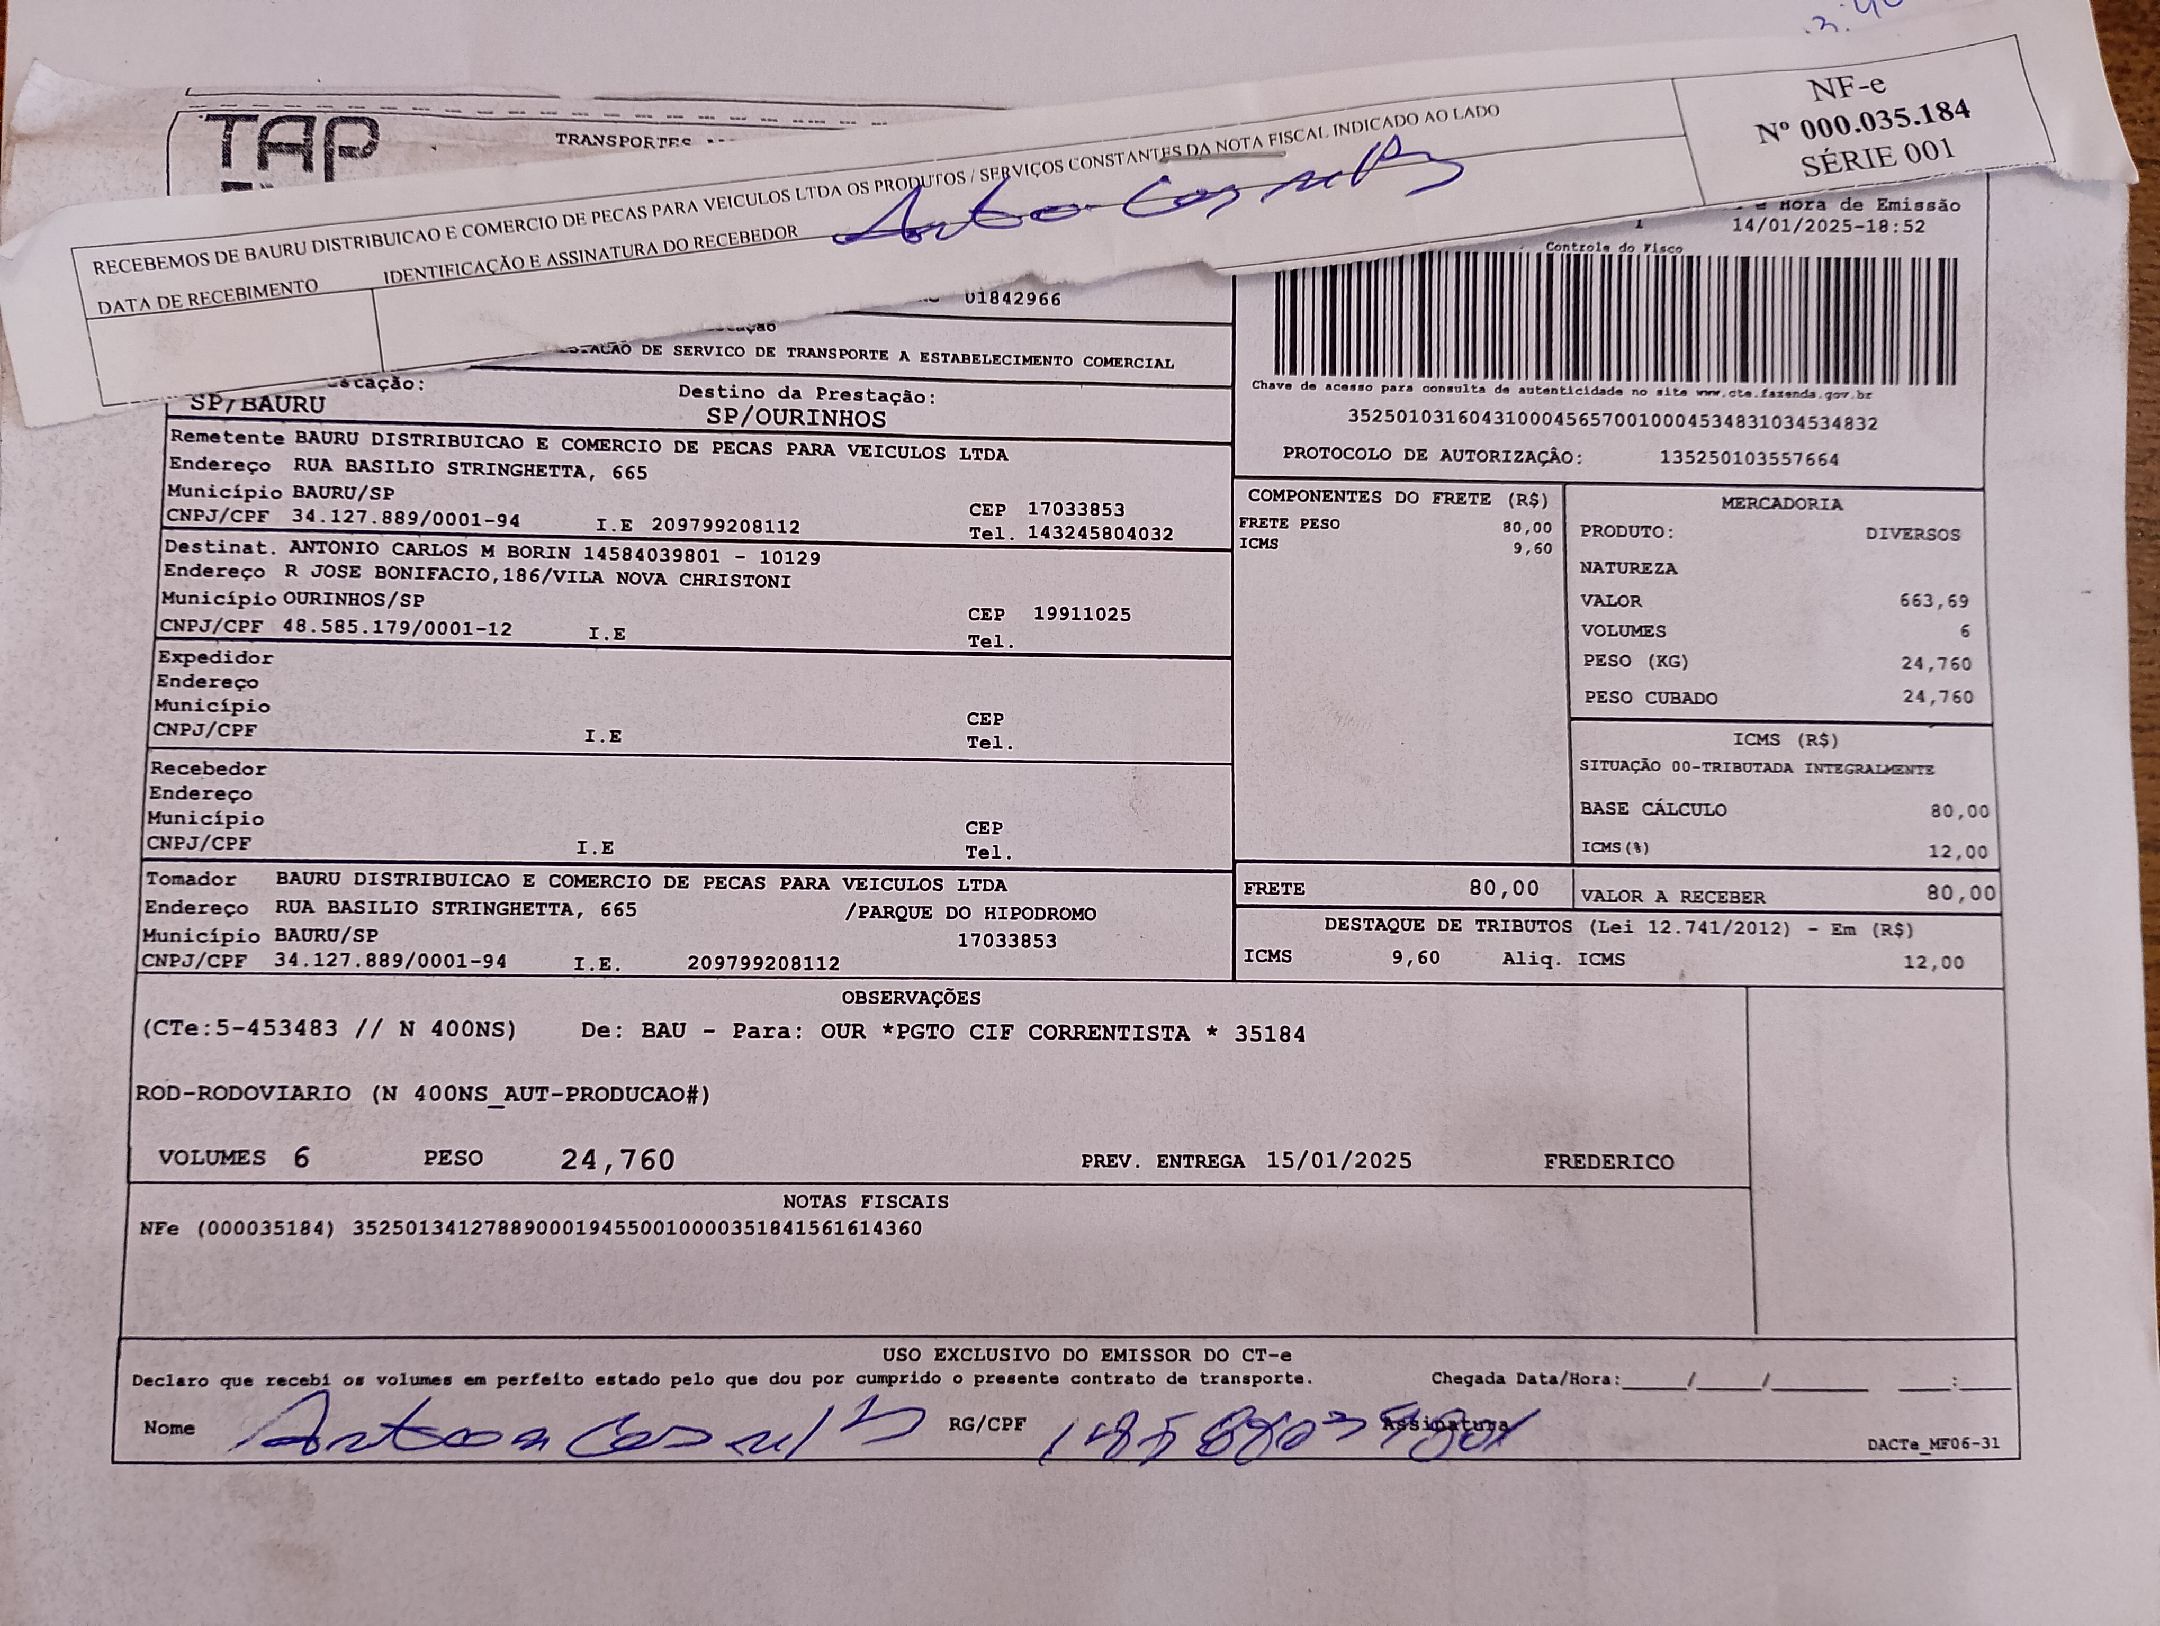 TAP
TRANSPORTES
RECEBEMOS DE BAURU DISTRIBUICAO E COMERCIO DE PECAS PARA VEICULOS LTDA OS PRODUTOS / SERVIÇOS CONSTANTES DA NOTA FISCAL INDICADO AO LADO
DATA DE RECEBIMENTO IDENTIFICAÇÃO E ASSINATURA DO RECEBEDOR
NF-e
Nº 000.035.184
SÉRIE 001
Hora de Emissão
14/01/2025-18:52
Controle do Fisco
01842966
DE SERVICO DE TRANSPORTE A ESTABELECIMENTO COMERCIAL
Chave de acesso para consulta de autenticidade no site www.cte.fazenda.gov.br
35250103160431000456570010004534831034534832
PROTOCOLO DE AUTORIZAÇÂO: 135250103557664
Destino da Prestação:
SP/BAURU SP/OURINHOS
Remetente BAURU DISTRIBUICAO E COMERCIO DE PECAS PARA VEICULOS LTDA
Endereço RUA BASILIO STRINGHETTA, 665
Município BAURU/SP CEP 17033853
CNPJ/CPF 34.127.889/0001-94 I.E 209799208112 Tel. 143245804032
Destinat. ANTONIO CARLOS M BORIN 14584039801 - 10129
Endereço R JOSE BONIFACIO,186/VILA NOVA CHRISTONI
Município OURINHOS/SP CEP 19911025
CNPJ/CPF 48.585.179/0001-12 I.E Tel.
Expedidor
Endereço
Município CEP
CNPJ/CPF I.E Tel.
Recebedor
Endereço
Município CEP
CNPJ/CPF I.E Tel.
Tomador BAURU DISTRIBUICAO E COMERCIO DE PECAS PARA VEICULOS LTDA
Endereço RUA BASILIO STRINGHETTA, 665 /PARQUE DO HIPODROMO
Município BAURU/SP 17033853
CNPJ/CPF 34.127.889/0001-94 I.E. 209799208112
COMPONENTES DO FRETE (R$)
FRETE PESO 80,00
ICMS 9,60
MERCADORIA
PRODUTO: DIVERSOS
NATUREZA
VALOR 663,69
VOLUMES 6
PESO (KG) 24,760
PESO CUBADO 24,760
ICMS (R$)
SITUAÇÃO 00-TRIBUTADA INTEGRALMENTE
BASE CÁLCULO 80,00
ICMS(%) 12,00
FRETE 80,00 VALOR A RECEBER 80,00
DESTAQUE DE TRIBUTOS (Lei 12.741/2012) - Em (R$)
ICMS 9,60 Aliq. ICMS 12,00
OBSERVAÇÕES
(CTe:5-453483 // N 400NS) De: BAU - Para: OUR *PGTO CIF CORRENTISTA * 35184
ROD-RODOVIARIO (N 400NS_AUT-PRODUCAO#)
VOLUMES 6 PESO 24,760 PREV. ENTREGA 15/01/2025 FREDERICO
NOTAS FISCAIS
NFe (000035184) 35250134127889000194550010000351841561614360
USO EXCLUSIVO DO EMISSOR DO CT-e
Declaro que recebi os volumes em perfeito estado pelo que dou por cumprido o presente contrato de transporte. Chegada Data/Hora:_____/_____/_______ ____:____
Nome RG/CPF Assinatura
DACTe_MF06-31